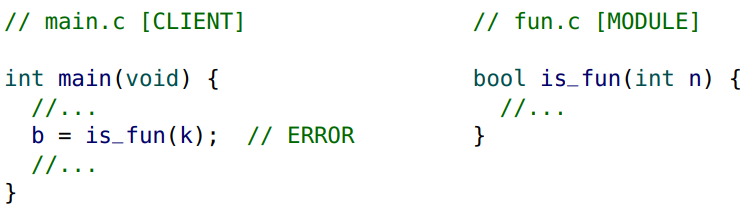 // main.c [CLIENT]
int main(void) {
  //...
  b = is_fun(k);  // ERROR
  //...
}
// fun.c [MODULE]
bool is_fun(int n) {
  //...
}